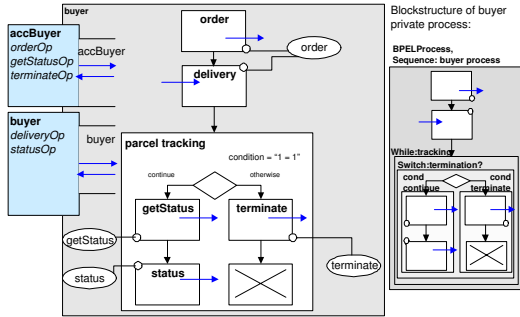 buyer
accBuyer
orderOp
getStatusOp
terminateOp
accBuyer
buyer
deliveryOp
statusOp
buyer
order
order
delivery
parcel tracking
condition = "1 = 1"
continue
otherwise
getStatus
terminate
getStatus
status
status
terminate
Blockstructure of buyer
private process:
BPELProcess,
Sequence: buyer process
While:tracking
Switch:termination?
cond
continue
cond
terminate